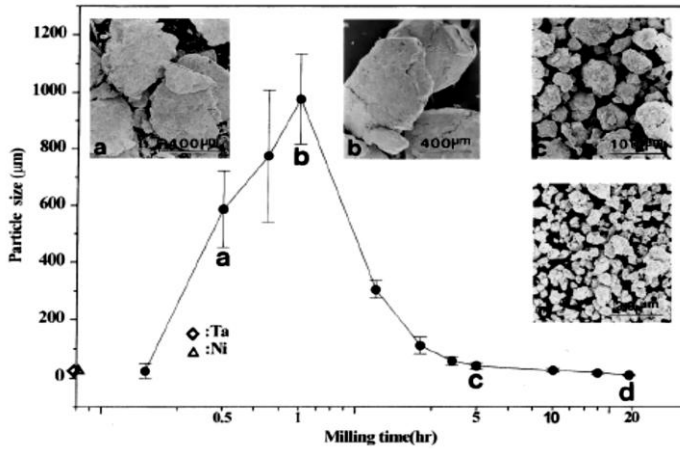 1200
1000
800
600
400
200
0
Particle size (μm)
a
400μm
b
400μm
c
b
a
:Ta
:Ni
c
d
0.5
1
5
10
20
Milling time(hr)